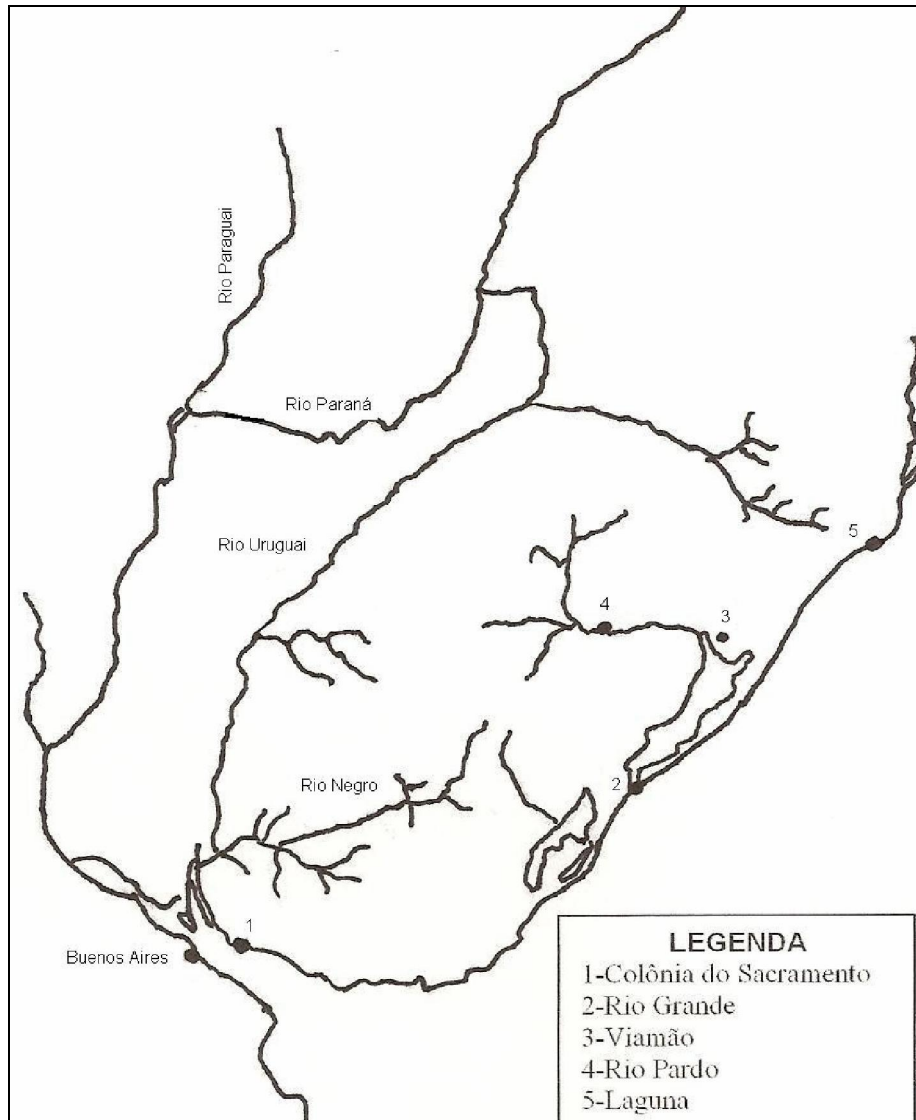 Rio Paraguai
Rio Paraná
Rio Uruguai
5
4
3
Rio Negro
2
1
Buenos Aires
LEGENDA
1-Colônia do Sacramento
2-Rio Grande
3-Viamão
4-Rio Pardo
5-Laguna